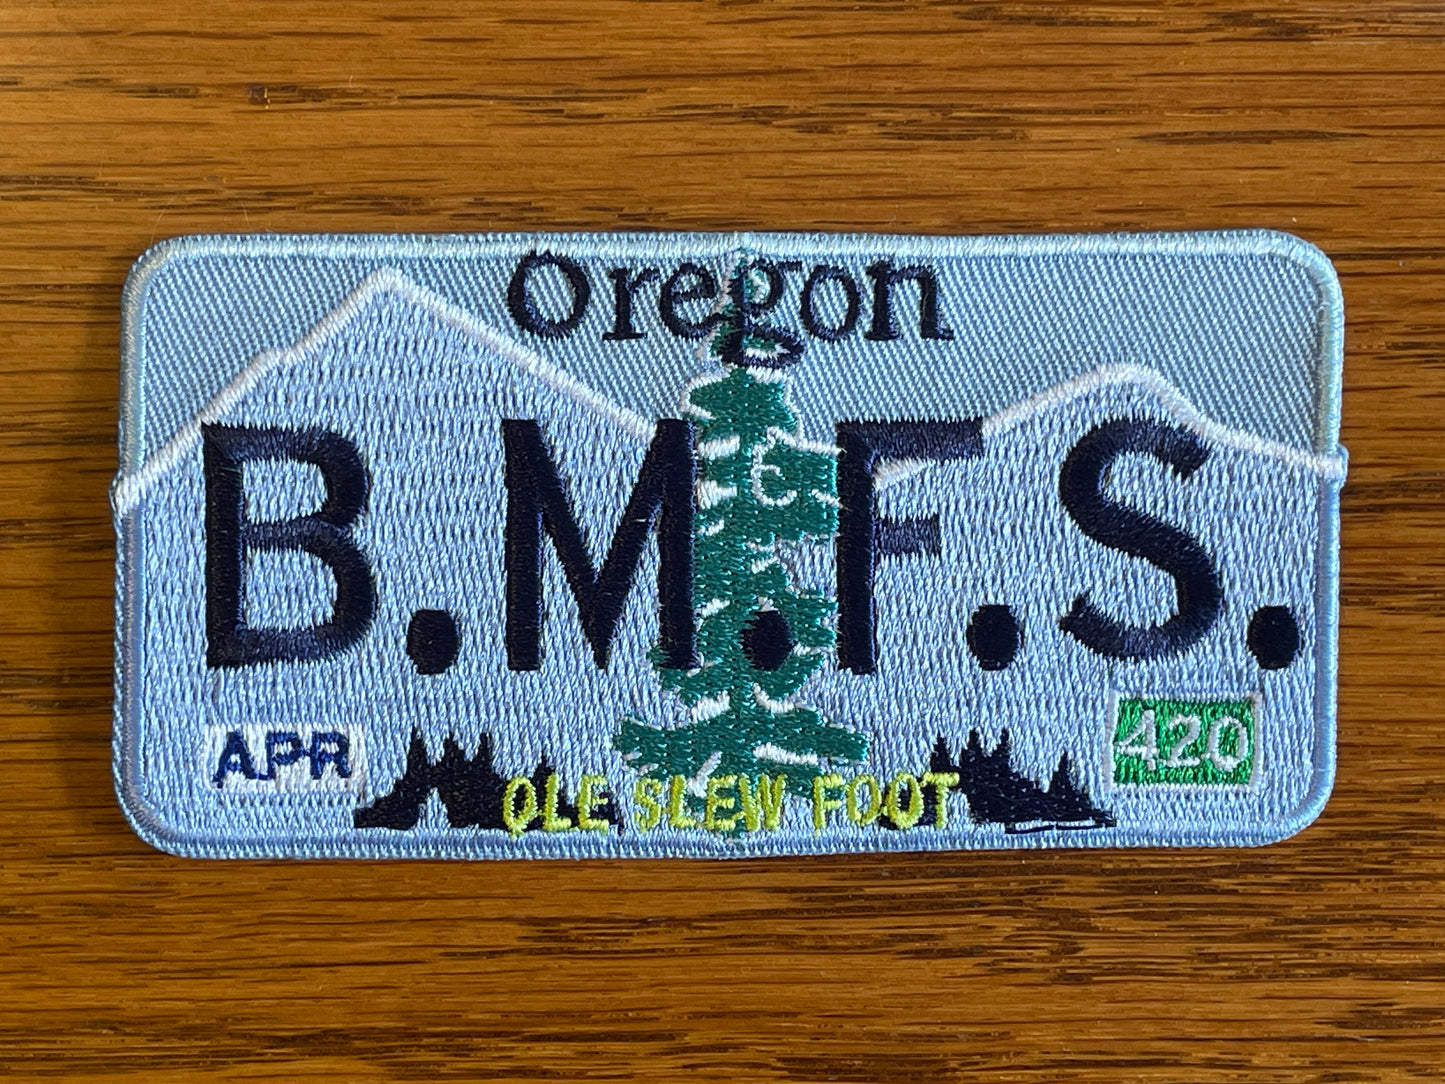 Oregon
B.M.F.S.
C
APR
420
OLE SLEW FOOT